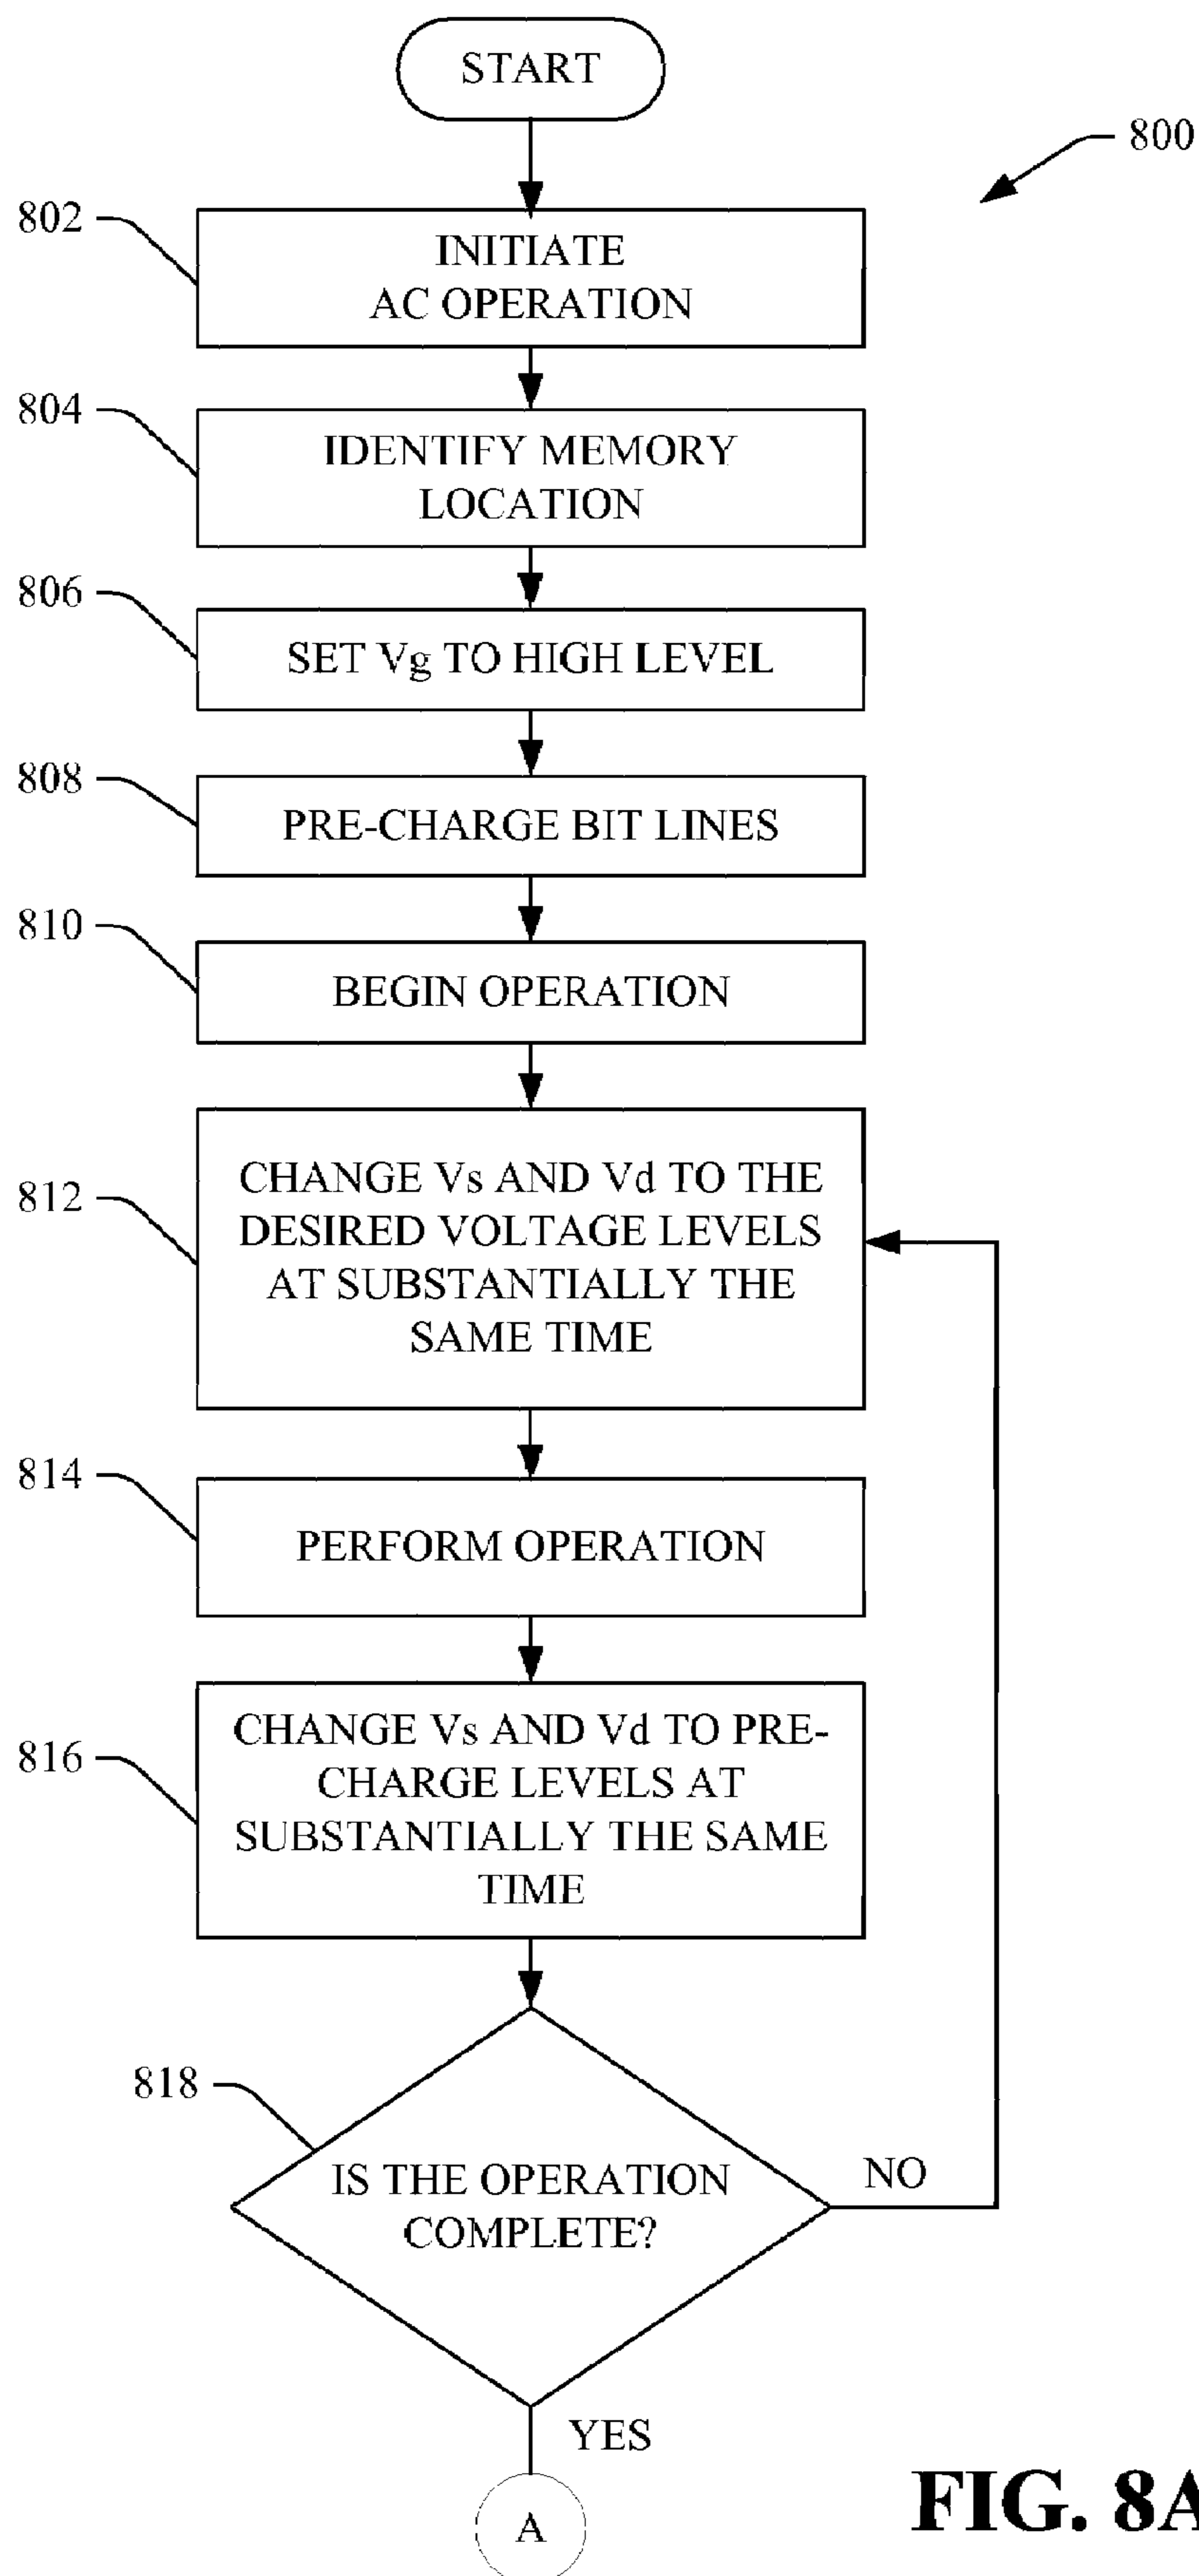 START
800
802
INITIATE
AC OPERATION
804
IDENTIFY MEMORY
LOCATION
806
SET Vg TO HIGH LEVEL
808
PRE-CHARGE BIT LINES
810
BEGIN OPERATION
812
CHANGE Vs AND Vd TO THE
DESIRED VOLTAGE LEVELS
AT SUBSTANTIALLY THE
SAME TIME
814
PERFORM OPERATION
816
CHANGE Vs AND Vd TO PRE-
CHARGE LEVELS AT
SUBSTANTIALLY THE SAME
TIME
818
IS THE OPERATION
COMPLETE?
NO
YES
A
FIG. 8A